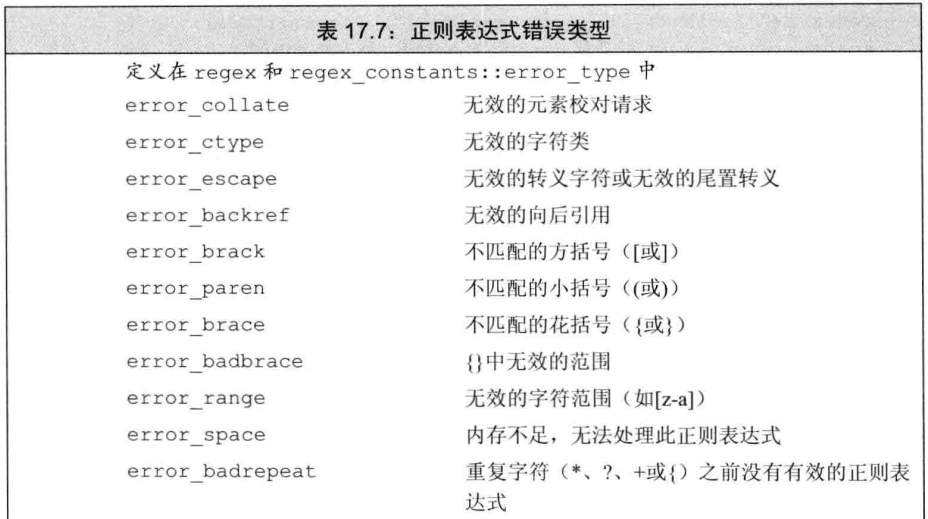 表 17.7：正则表达式错误类型
定义在 regex 和 regex_constants::error_type 中
error_collate 无效的元素校对请求
error_ctype 无效的字符类
error_escape 无效的转义字符或无效的尾置转义
error_backref 无效的向后引用
error_brack 不匹配的方括号（[或]）
error_paren 不匹配的小括号（(或)）
error_brace 不匹配的花括号（{或}）
error_badbrace {}中无效的范围
error_range 无效的字符范围（如[z-a]）
error_space 内存不足，无法处理此正则表达式
error_badrepeat 重复字符（*、?、+或{）之前没有有效的正则表
达式